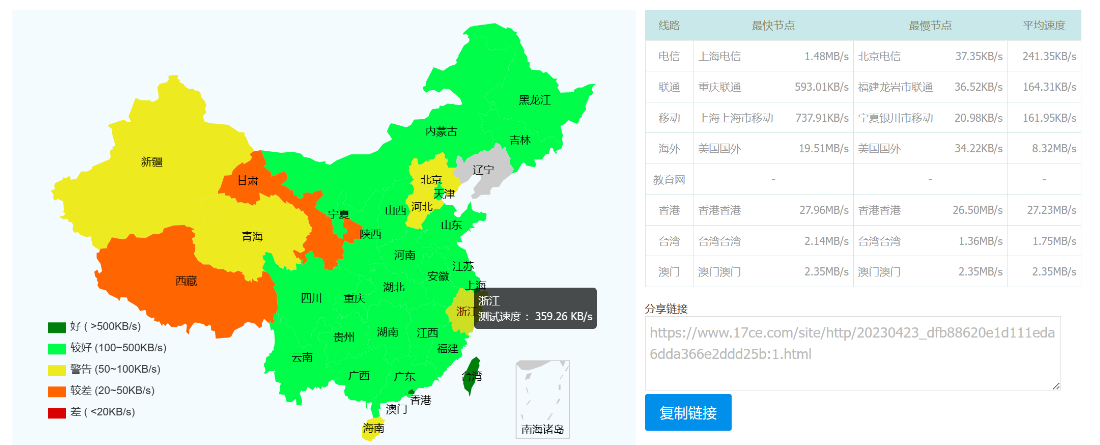 黑龙江
内蒙古
吉林
新疆
辽宁
甘肃
北京
天津
宁夏
山西
河北
山东
青海
陕西
河南
江苏
安徽
西藏
上海
四川
重庆
湖北
浙江
浙江
测试速度： 359.26 KB/s
贵州
湖南
江西
福建
云南
广西
广东
台湾
香港
澳门
海南
南海诸岛
好 ( >500KB/s)
较好 (100~500KB/s)
警告 (50~100KB/s)
较差 (20~50KB/s)
差 ( <20KB/s)
线路 最快节点 最慢节点 平均速度
电信 上海电信 1.48MB/s 北京电信 37.35KB/s 241.35KB/s
联通 重庆联通 593.01KB/s 福建龙岩市联通 36.52KB/s 164.31KB/s
移动 上海上海市移动 737.91KB/s 宁夏银川市移动 20.98KB/s 161.95KB/s
海外 美国国外 19.51MB/s 美国国外 34.22KB/s 8.32MB/s
教育网 - - -
香港 香港香港 27.96MB/s 香港香港 26.50MB/s 27.23MB/s
台湾 台湾台湾 2.14MB/s 台湾台湾 1.36MB/s 1.75MB/s
澳门 澳门澳门 2.35MB/s 澳门澳门 2.35MB/s 2.35MB/s
分享链接
https://www.17ce.com/site/http/20230423_dfb88620e1d111eda
6dda366e2ddd25b:1.html
复制链接